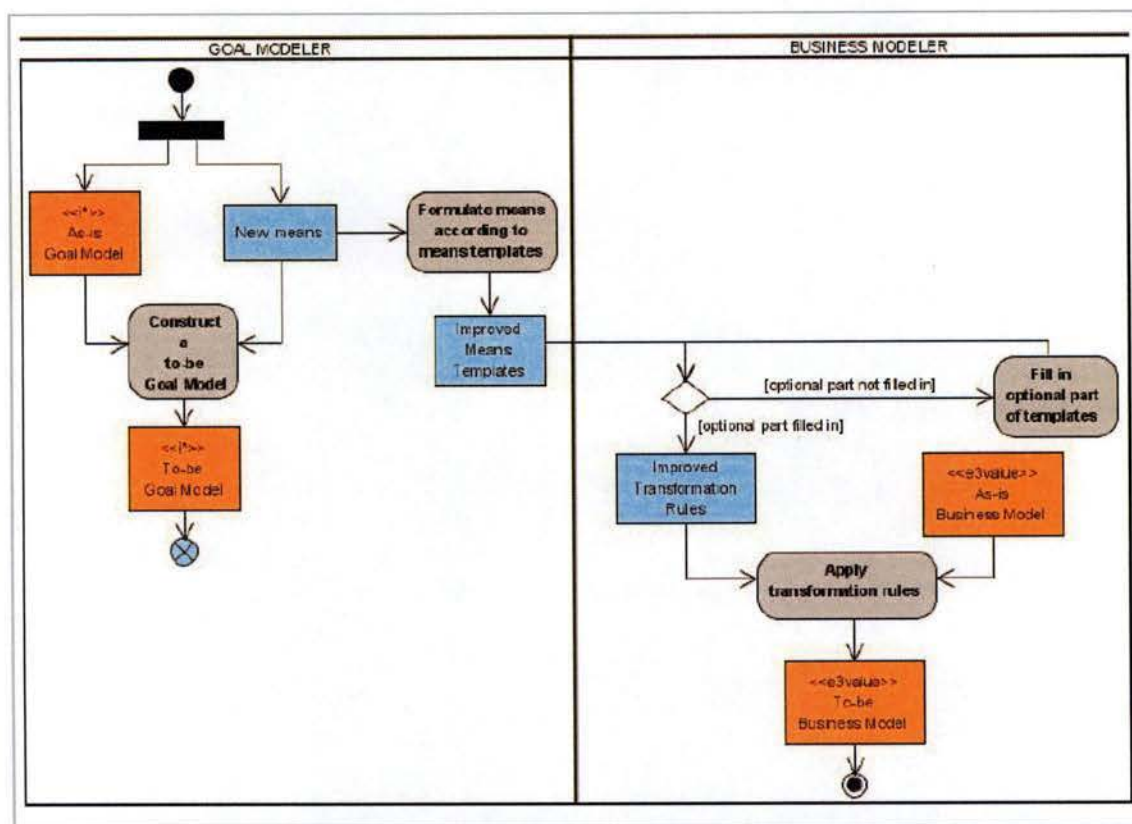 GOAL MODELER
BUSINESS MODELER
<<i*>>
As-is
Goal Model
New means
Formulate means
according to
means templates
Construct
a
to-be
Goal Model
Improved
Means
Templates
[optional part not filled in]
Fill in
optional part
of templates
[optional part filled in]
<<i*>>
To-be
Goal Model
Improved
Transformation
Rules
<<e3value>>
As-is
Business Model
Apply
transformation rules
<<e3value>>
To-be
Business Model